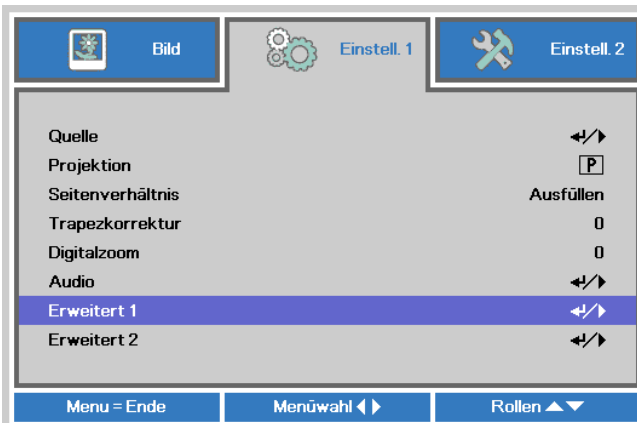 Bild Einstell. 1 Einstell. 2
Quelle ↵/▶
Projektion P
Seitenverhältnis Ausfüllen
Trapezkorrektur 0
Digitalzoom 0
Audio ↵/▶
Erweitert 1 ↵/▶
Erweitert 2 ↵/▶
Menu = Ende Menüwahl ◀▶ Rollen ▲▼